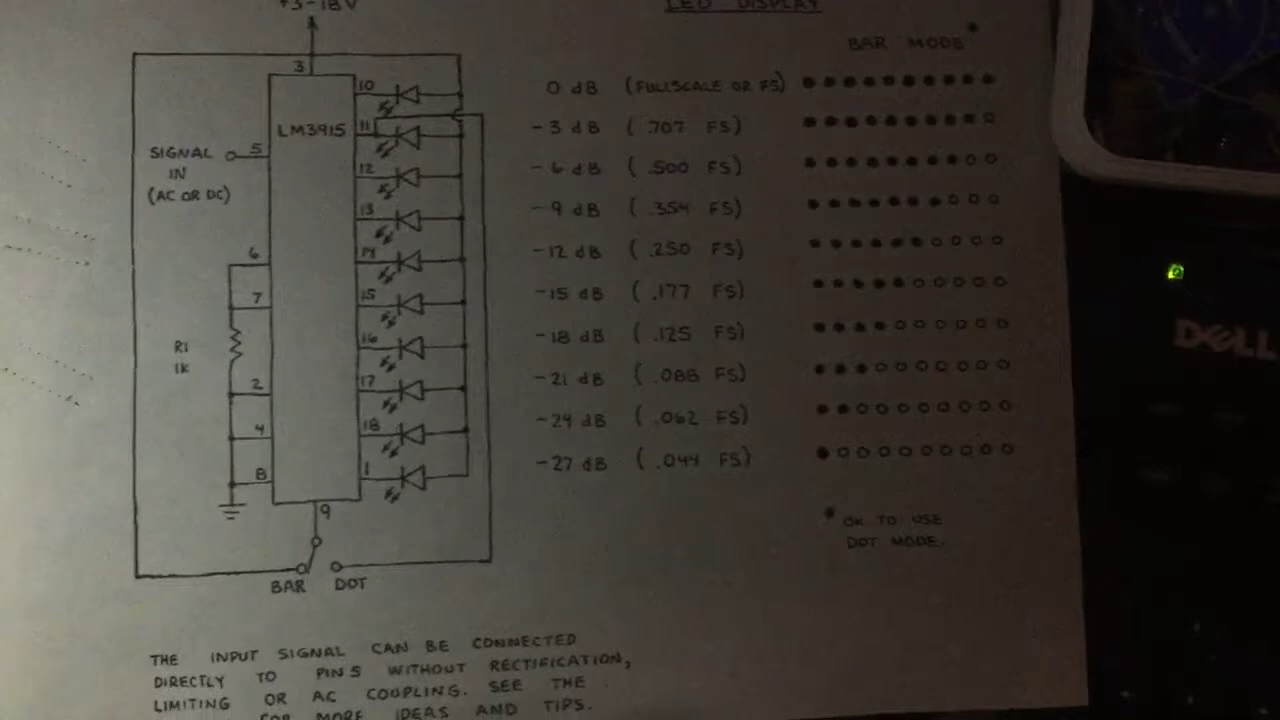 +3-18V
LED DISPLAY
BAR MODE*
3
LM3915
SIGNAL
IN
(AC OR DC)
5
6
7
R1
1K
2
4
8
9
BAR DOT
10
11
12
13
14
15
16
17
18
1
0 dB (FULLSCALE OR FS)
-3 dB (.707 FS)
-6 dB (.500 FS)
-9 dB (.354 FS)
-12 dB (.250 FS)
-15 dB (.177 FS)
-18 dB (.125 FS)
-21 dB (.088 FS)
-24 dB (.062 FS)
-27 dB (.044 FS)
* OK TO USE
DOT MODE.
THE INPUT SIGNAL CAN BE CONNECTED
DIRECTLY TO PIN 5 WITHOUT RECTIFICATION,
LIMITING OR AC COUPLING. SEE THE
FOR MORE IDEAS AND TIPS.
DELL